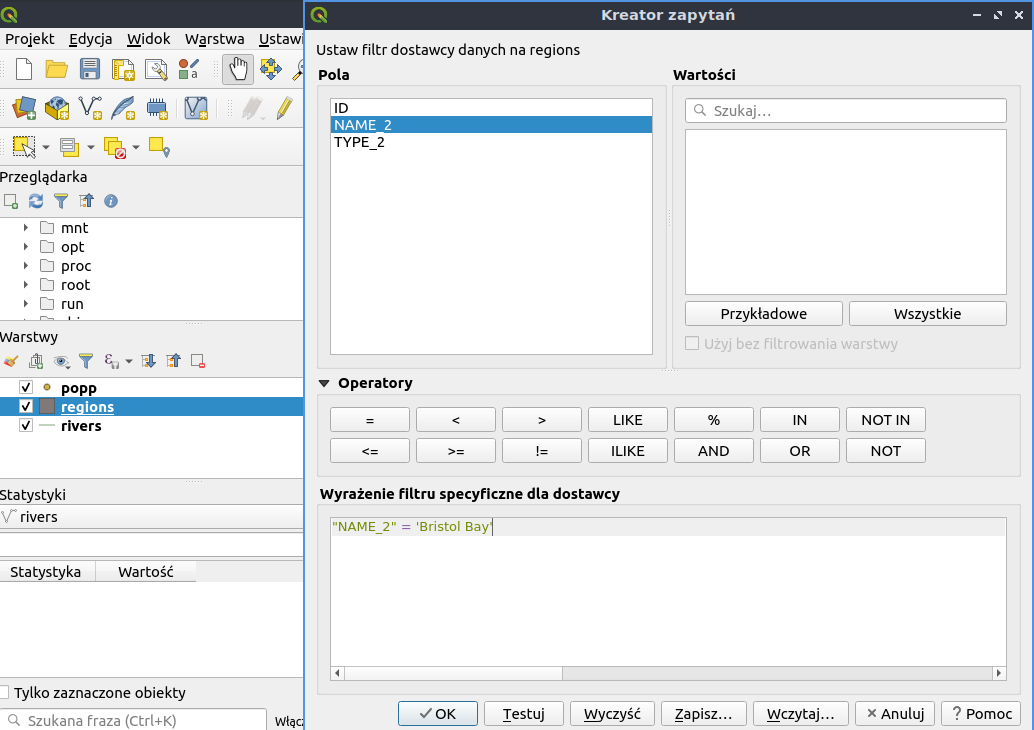 Kreator zapytań
Projekt Edycja Widok Warstwa Ustawi
Ustaw filtr dostawcy danych na regions
Pola
Wartości
ID
NAME_2
TYPE_2
Szukaj…
Przykładowe
Wszystkie
Użyj bez filtrowania warstwy
Przeglądarka
mnt
opt
proc
root
run
Warstwy
popp
regions
rivers
Statystyki
rivers
Statystyka Wartość
Tylko zaznaczone obiekty
Szukana fraza (Ctrl+K)
Włącz
Operatory
= < > LIKE % IN NOT IN
<= >= != ILIKE AND OR NOT
Wyrażenie filtru specyficzne dla dostawcy
"NAME_2" = 'Bristol Bay'
OK Testuj Wyczyść Zapisz… Wczytaj… Anuluj ? Pomoc